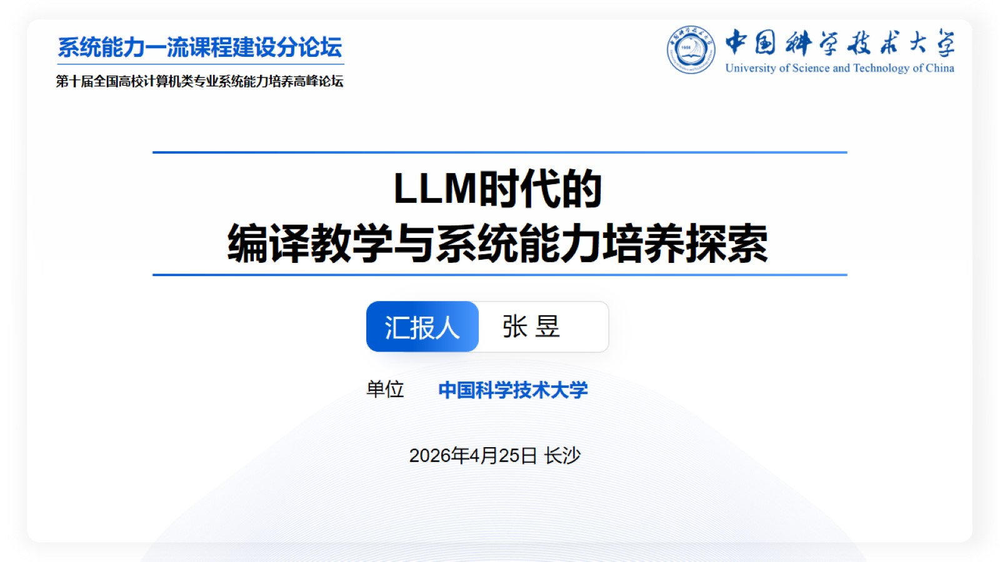 系统能力一流课程建设分论坛
第十届全国高校计算机类专业系统能力培养高峰论坛
中国科学技术大学
University of Science and Technology of China
1958
LLM时代的
编译教学与系统能力培养探索
汇报人 张 昱
单位 中国科学技术大学
2026年4月25日 长沙